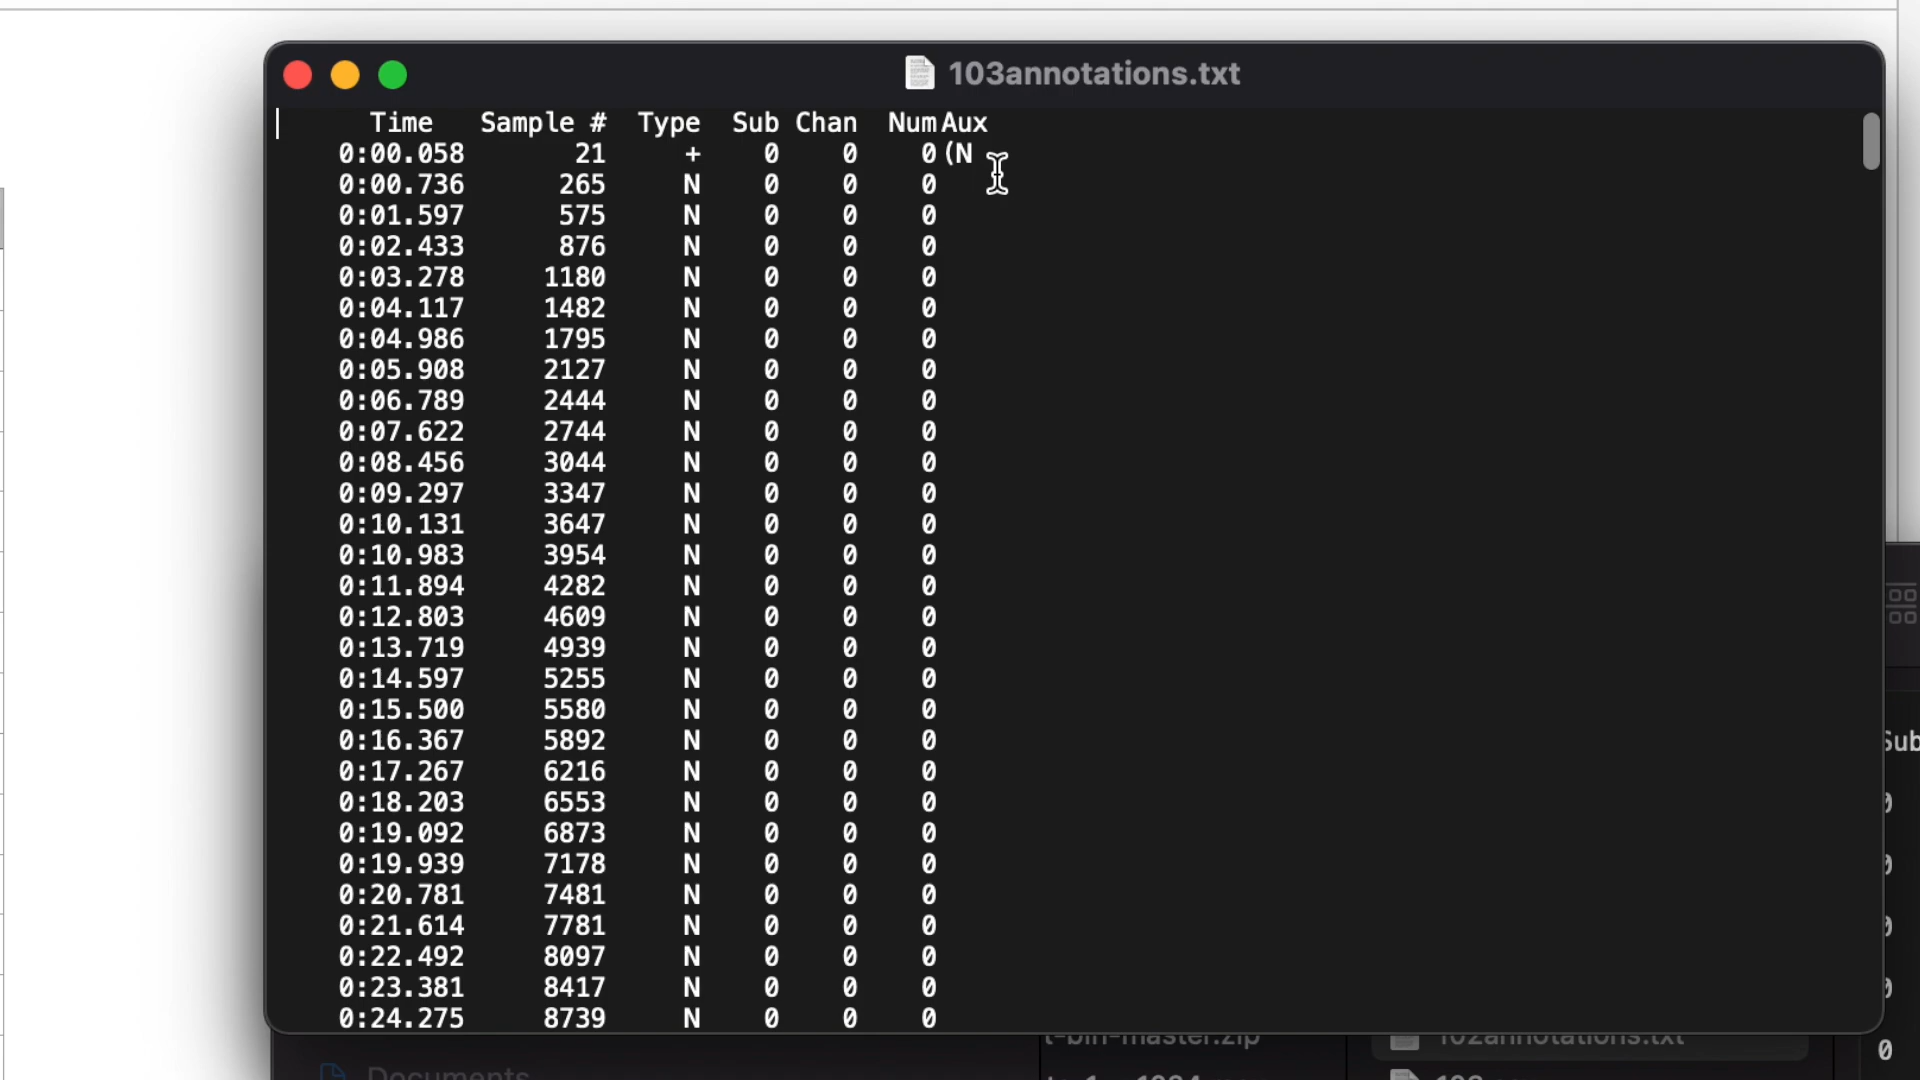 103annotations.txt
Time Sample # Type Sub Chan Num Aux
0:00.058 21 + 0 0 0 (N
0:00.736 265 N 0 0 0
0:01.597 575 N 0 0 0
0:02.433 876 N 0 0 0
0:03.278 1180 N 0 0 0
0:04.117 1482 N 0 0 0
0:04.986 1795 N 0 0 0
0:05.908 2127 N 0 0 0
0:06.789 2444 N 0 0 0
0:07.622 2744 N 0 0 0
0:08.456 3044 N 0 0 0
0:09.297 3347 N 0 0 0
0:10.131 3647 N 0 0 0
0:10.983 3954 N 0 0 0
0:11.894 4282 N 0 0 0
0:12.803 4609 N 0 0 0
0:13.719 4939 N 0 0 0
0:14.597 5255 N 0 0 0
0:15.500 5580 N 0 0 0
0:16.367 5892 N 0 0 0
0:17.267 6216 N 0 0 0
0:18.203 6553 N 0 0 0
0:19.092 6873 N 0 0 0
0:19.939 7178 N 0 0 0
0:20.781 7481 N 0 0 0
0:21.614 7781 N 0 0 0
0:22.492 8097 N 0 0 0
0:23.381 8417 N 0 0 0
0:24.275 8739 N 0 0 0
Sub
0
t-bin-master.zip
102annotations.txt
Documents